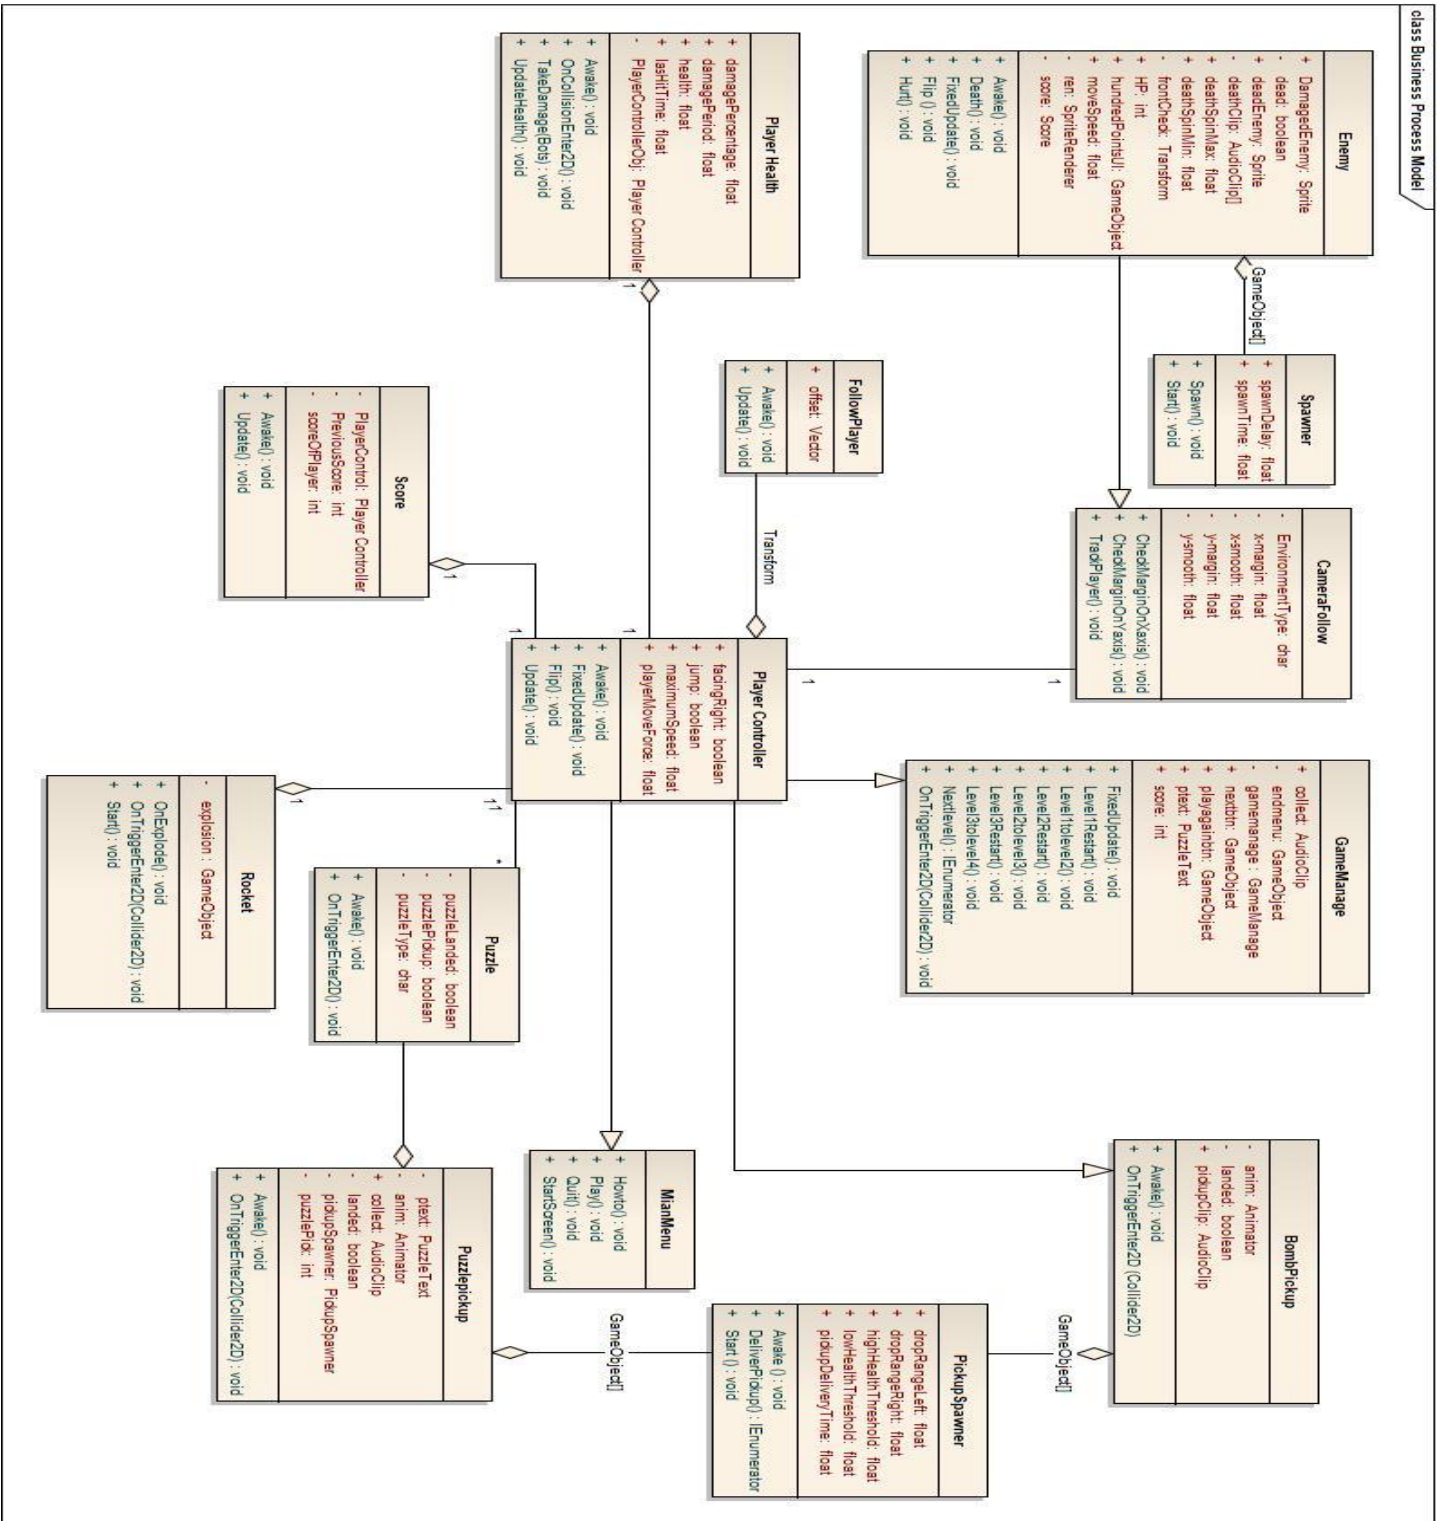 class Business Process Model
Enemy
+ DamagedEnemy: Sprite
- dead: boolean
+ deadEnemy: Sprite
- deathClip: AudioClip[]
+ deathSpinMax: float
+ deathSpinMin: float
- frontCheck: Transform
+ HP: int
+ hundredPointsUI: GameObject
+ moveSpeed: float
- ren: SpriteRenderer
- score: Score
+ Awake() : void
+ Death() : void
+ FixedUpdate() : void
+ Flip () : void
+ Hurt() : void
GameObject[]
Spawner
+ spawnDelay: float
+ spawnTime: float
+ Spawn() : void
+ Start() : void
CameraFollow
- EnvironmentType: char
- x-margin: float
- x-smooth: float
- y-margin: float
- y-smooth: float
+ CheckMarginOnXaxis() : void
+ CheckMarginOnYaxis() : void
+ TrackPlayer() : void
1
1
GameManage
+ collect: AudioClip
- endmenu: GameObject
- gamemanage : GameManage
+ nextbtn: GameObject
+ playagainbtn: GameObject
+ ptext: PuzzleText
+ score: int
+ FixedUpdate() : void
+ Level1Restart() : void
+ Level1tolevel2() : void
+ Level2Restart() : void
+ Level2tolevel3() : void
+ Level3Restart() : void
+ Level3tolevel4() : void
+ Nextlevel() : IEnumerator
+ OnTriggerEnter2D(Collider2D) : void
BombPickup
- anim: Animator
- landed: boolean
+ pickupClip: AudioClip
+ Awake() : void
+ OnTriggerEnter2D (Collider2D)
GameObject[]
Player Health
+ damagePercentage: float
+ damagePeriod: float
+ health: float
+ lasHitTime: float
- PlayerControllerObj: Player Controller
+ Awake() : void
+ OnCollisionEnter2D() : void
+ TakeDamage(Bots) : void
+ UpdateHealth() : void
1
1
FollowPlayer
+ offset: Vector
+ Awake() : void
+ Update() : void
Transform
Player Controller
+ facingRight: boolean
+ jump: boolean
+ maximumSpeed: float
+ playerMoveForce: float
+ Awake() : void
+ FixedUpdate() : void
+ Flip() : void
+ Update() : void
MianMenu
+ Howto() : void
+ Play() : void
+ Quit() : void
+ StartScreen() : void
PickupSpawner
+ dropRangeLeft: float
+ dropRangeRight: float
+ highHealthThreshold: float
+ lowHealthThreshold: float
+ pickupDeliveryTime: float
+ Awake () : void
+ DeliverPickup() : IEnumerator
+ Start () : void
GameObject[]
Score
- PlayerControl: Player Controller
- PreviousScore: int
- scoreOfPlayer: int
+ Awake() : void
+ Update() : void
1
1
Rocket
- explosion : GameObject
+ OnExplode() : void
+ OnTriggerEnter2D(Collider2D) : void
+ Start() : void
1
1
1
*
Puzzle
- puzzleLanded: boolean
- puzzlePickup: boolean
- puzzleType: char
+ Awake() : void
+ OnTriggerEnter2D() : void
Puzzlepickup
- ptext: PuzzleText
- anim: Animator
+ collect: AudioClip
- landed: boolean
- pickupSpawner: PickupSpawner
- puzzlePick: int
+ Awake() : void
+ OnTriggerEnter2D(Collider2D) : void